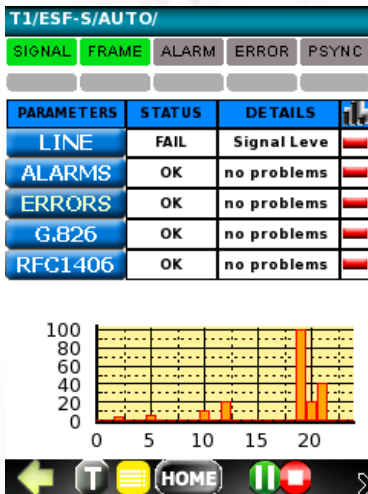 T1/ESF-S/AUTO/
SIGNAL FRAME ALARM ERROR PSYNC
PARAMETERS STATUS DETAILS
LINE FAIL Signal Leve
ALARMS OK no problems
ERRORS OK no problems
G.826 OK no problems
RFC1406 OK no problems
100
80
60
40
20
0
0 5 10 15 20
T HOME